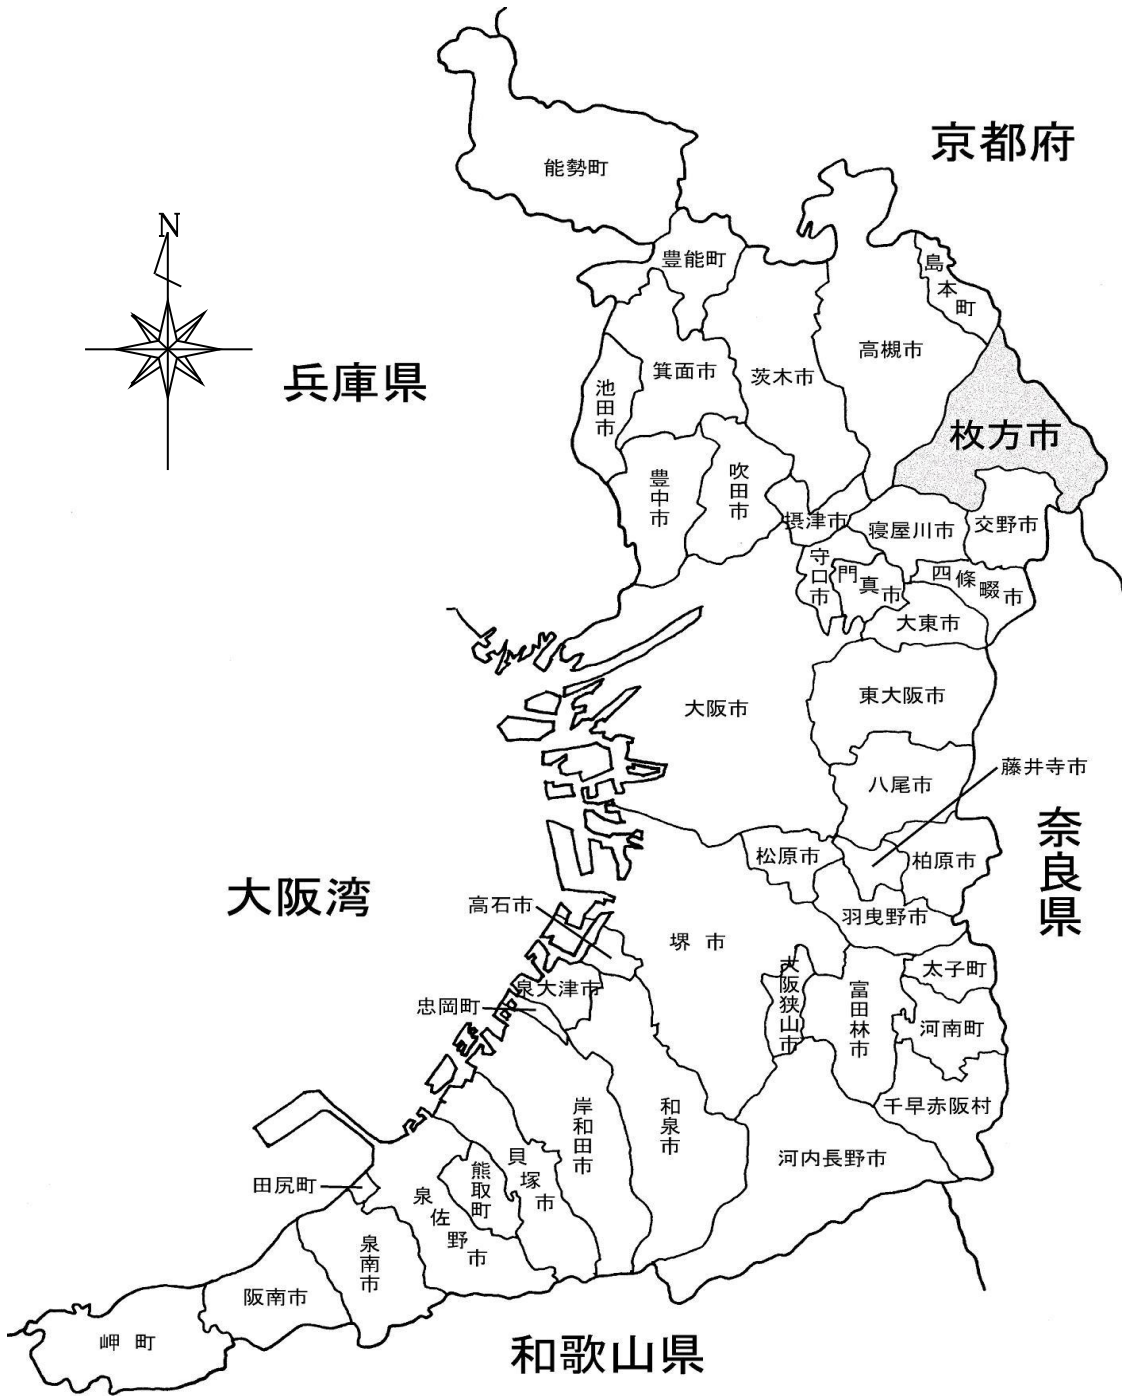 京都府
能勢町
N
豊能町
島本町
高槻市
兵庫県
池田市
箕面市
茨木市
枚方市
豊中市
吹田市
摂津市
寝屋川市
交野市
守口市
門真市
四條畷市
大東市
大阪市
東大阪市
八尾市
藤井寺市
奈良県
松原市
柏原市
大阪湾
高石市
堺市
羽曳野市
太子町
泉大津市
忠岡町
大阪狭山市
富田林市
河南町
千早赤阪村
岸和田市
和泉市
河内長野市
貝塚市
熊取町
田尻町
泉佐野市
泉南市
阪南市
岬町
和歌山県